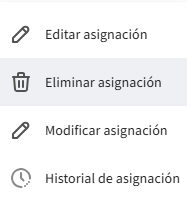 Editar asignación
Eliminar asignación
Modificar asignación
Historial de asignación